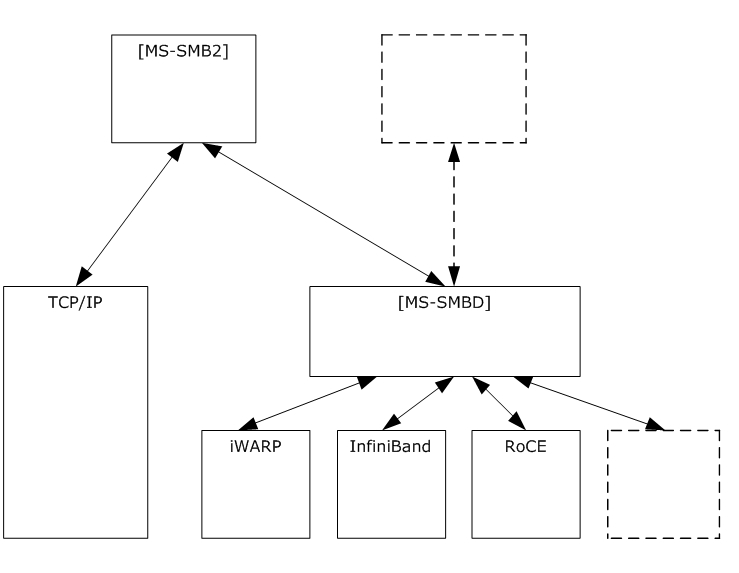 [MS-SMB2]
TCP/IP
[MS-SMBD]
iWARP
InfiniBand
RoCE